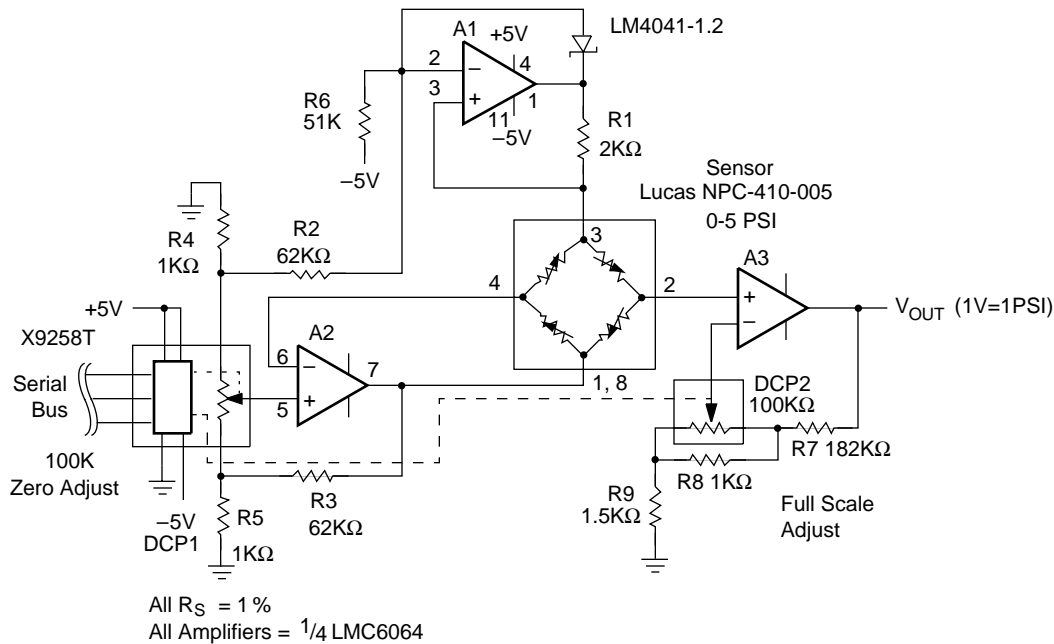 A1
+5V
LM4041-1.2
2
–
4
3
+
1
R6
51K
11
–5V
–5V
R1
2KΩ
Sensor
Lucas NPC-410-005
0-5 PSI
R4
1KΩ
R2
62KΩ
3
4
2
A3
+
–
V_OUT (1V=1PSI)
+5V
X9258T
A2
6
–
7
5
+
1, 8
Serial
Bus
DCP2
100KΩ
R7 182KΩ
100K
Zero Adjust
R8 1KΩ
R3
62KΩ
R9
1.5KΩ
Full Scale
Adjust
–5V
DCP1
R5
1KΩ
All R_S = 1%
All Amplifiers = 1/4 LMC6064